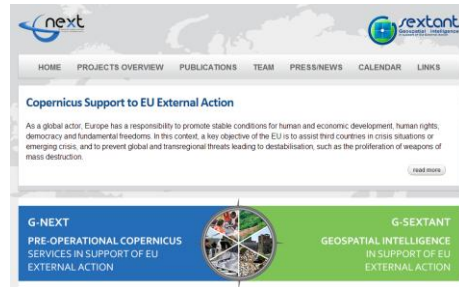 next
sextant
Geospatial Intelligence
HOME PROJECTS OVERVIEW PUBLICATIONS TEAM PRESS/NEWS CALENDAR LINKS
Copernicus Support to EU External Action
As a global actor, Europe has a responsibility to promote stable conditions for human and economic development, human rights,
democracy and fundamental freedoms. In this context, a key objective of the EU is to assist third countries in crisis situations or
emerging crisis, and to prevent global and transregional threats leading to destabilisation, such as the proliferation of weapons of
mass destruction.
read more
G-NEXT
PRE-OPERATIONAL COPERNICUS
SERVICES IN SUPPORT OF EU
EXTERNAL ACTION
G-SEXTANT
GEOSPATIAL INTELLIGENCE
IN SUPPORT OF EU
EXTERNAL ACTION